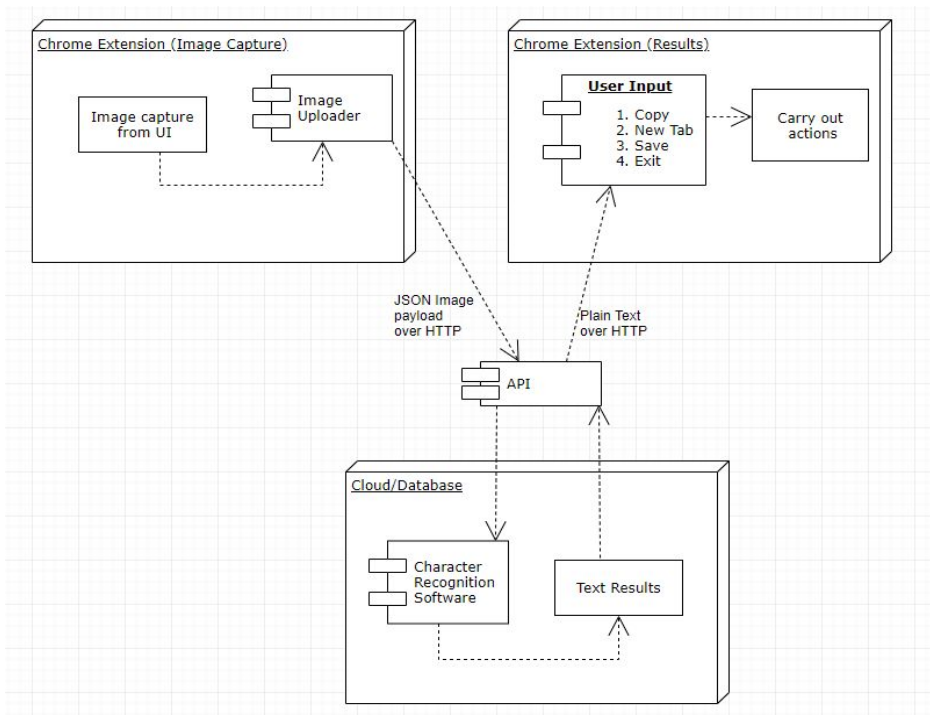 Chrome Extension (Image Capture)
Image capture
from UI
Image
Uploader
Chrome Extension (Results)
User Input
1. Copy
2. New Tab
3. Save
4. Exit
Carry out
actions
JSON Image
payload
over HTTP
Plain Text
over HTTP
API
Cloud/Database
Character
Recognition
Software
Text Results